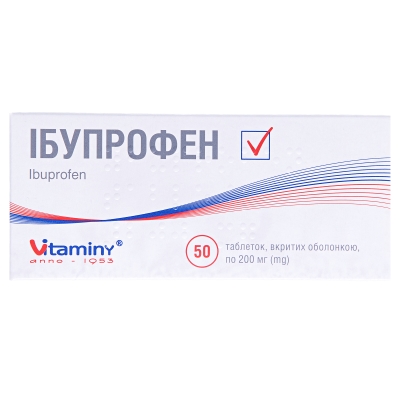 ІБУПРОФЕН
Ibuprofen
Vitaminy®
anno - 1953
50
таблеток, вкритих оболонкою,
по 200 мг (mg)